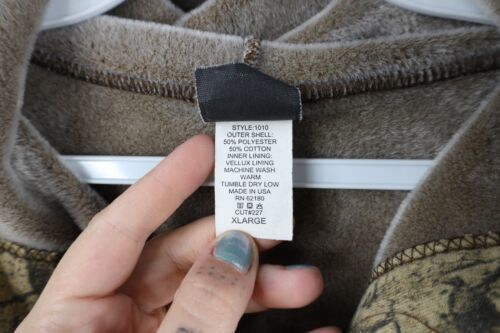 STYLE:1010
OUTER SHELL:
50% POLYESTER
50% COTTON
INNER LINING:
VELLUX LINING
MACHINE WASH
WARM
TUMBLE DRY LOW
MADE IN USA
RN 62180
CUT#227
XLARGE